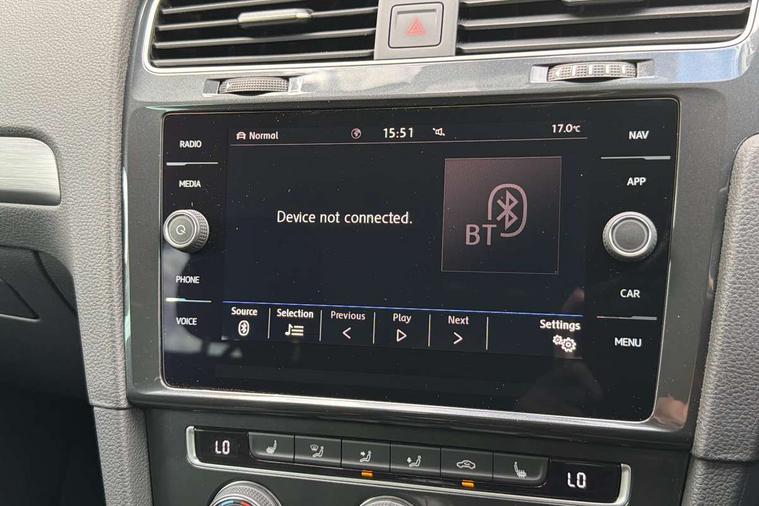 RADIO
MEDIA
PHONE
VOICE
Normal
15:51
17.0°C
Device not connected.
BT
Source
Selection
Previous
Play
Next
Settings
NAV
APP
CAR
MENU
LO
LO